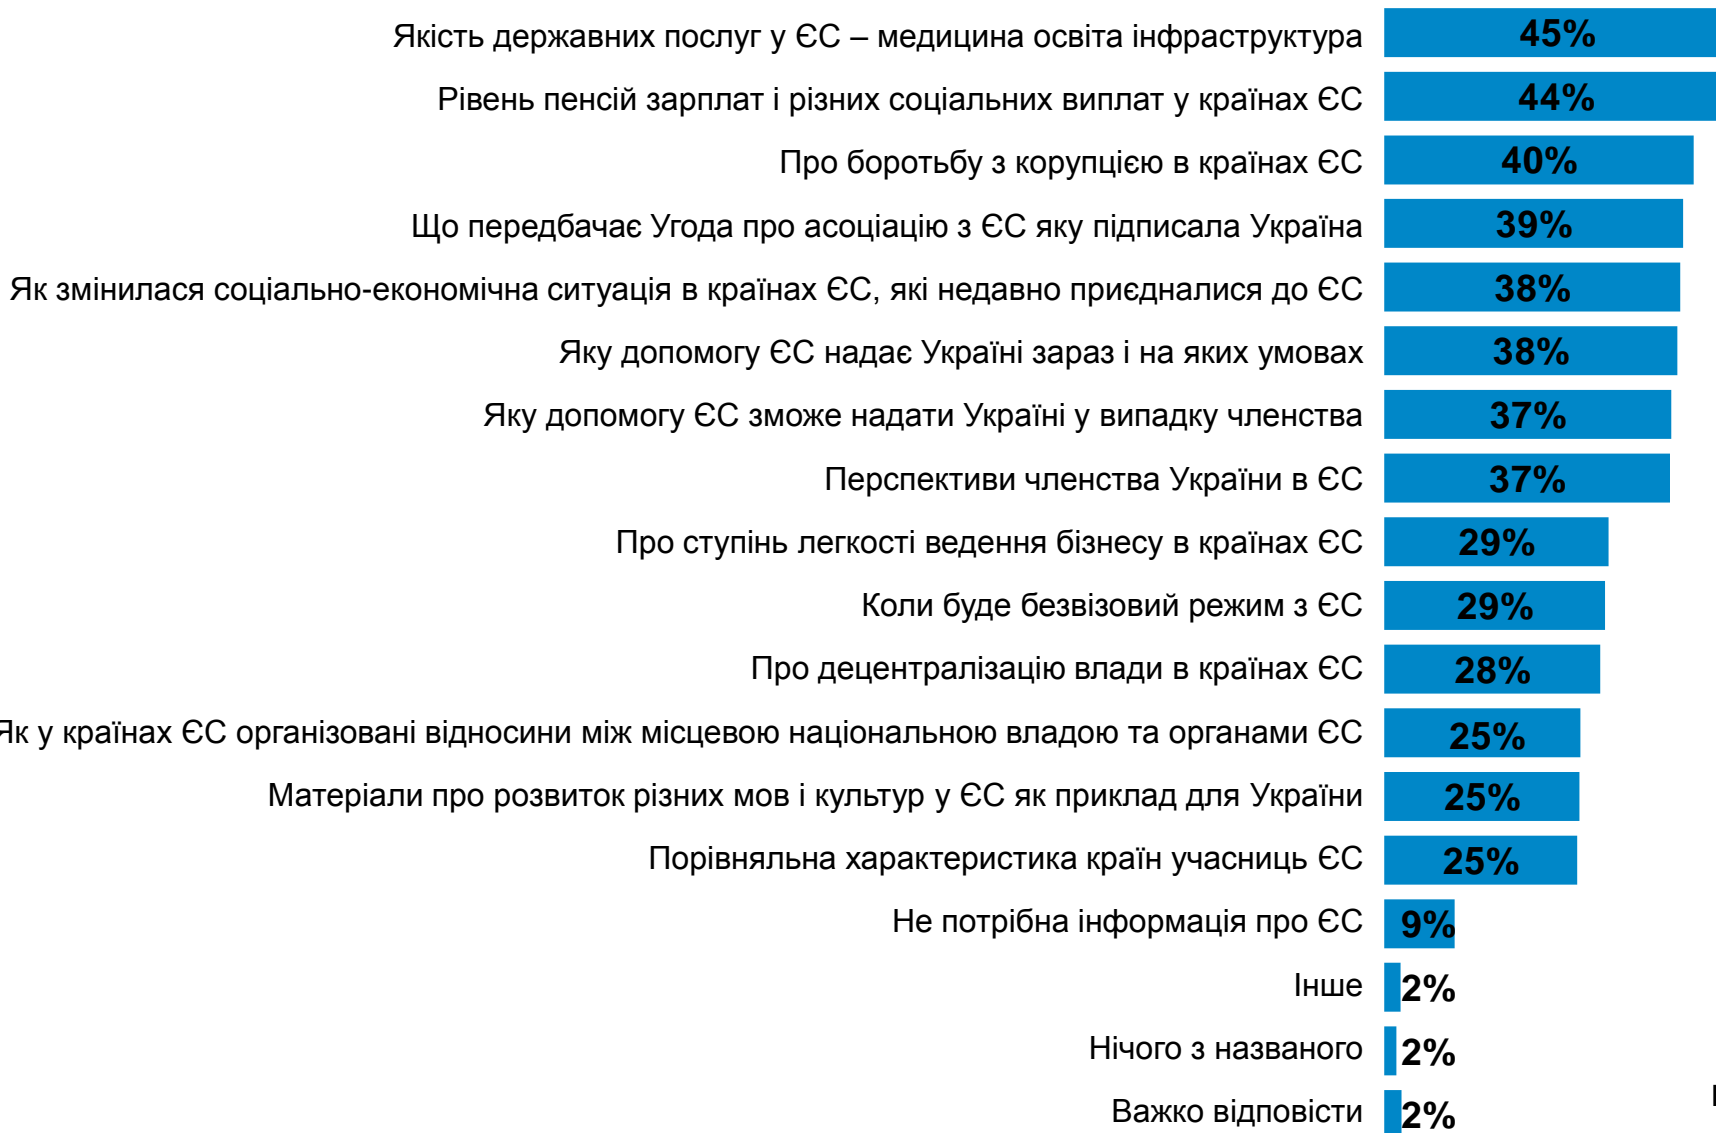 Якість державних послуг у ЄС – медицина освіта інфраструктура 45%
Рівень пенсій зарплат і різних соціальних виплат у країнах ЄС 44%
Про боротьбу з корупцією в країнах ЄС 40%
Що передбачає Угода про асоціацію з ЄС яку підписала Україна 39%
Як змінилася соціально-економічна ситуація в країнах ЄС, які недавно приєдналися до ЄС 38%
Яку допомогу ЄС надає Україні зараз і на яких умовах 38%
Яку допомогу ЄС зможе надати Україні у випадку членства 37%
Перспективи членства України в ЄС 37%
Про ступінь легкості ведення бізнесу в країнах ЄС 29%
Коли буде безвізовий режим з ЄС 29%
Про децентралізацію влади в країнах ЄС 28%
Як у країнах ЄС організовані відносини між місцевою національною владою та органами ЄС 25%
Матеріали про розвиток різних мов і культур у ЄС як приклад для України 25%
Порівняльна характеристика країн учасниць ЄС 25%
Не потрібна інформація про ЄС 9%
Інше 2%
Нічого з названого 2%
Важко відповісти 2%